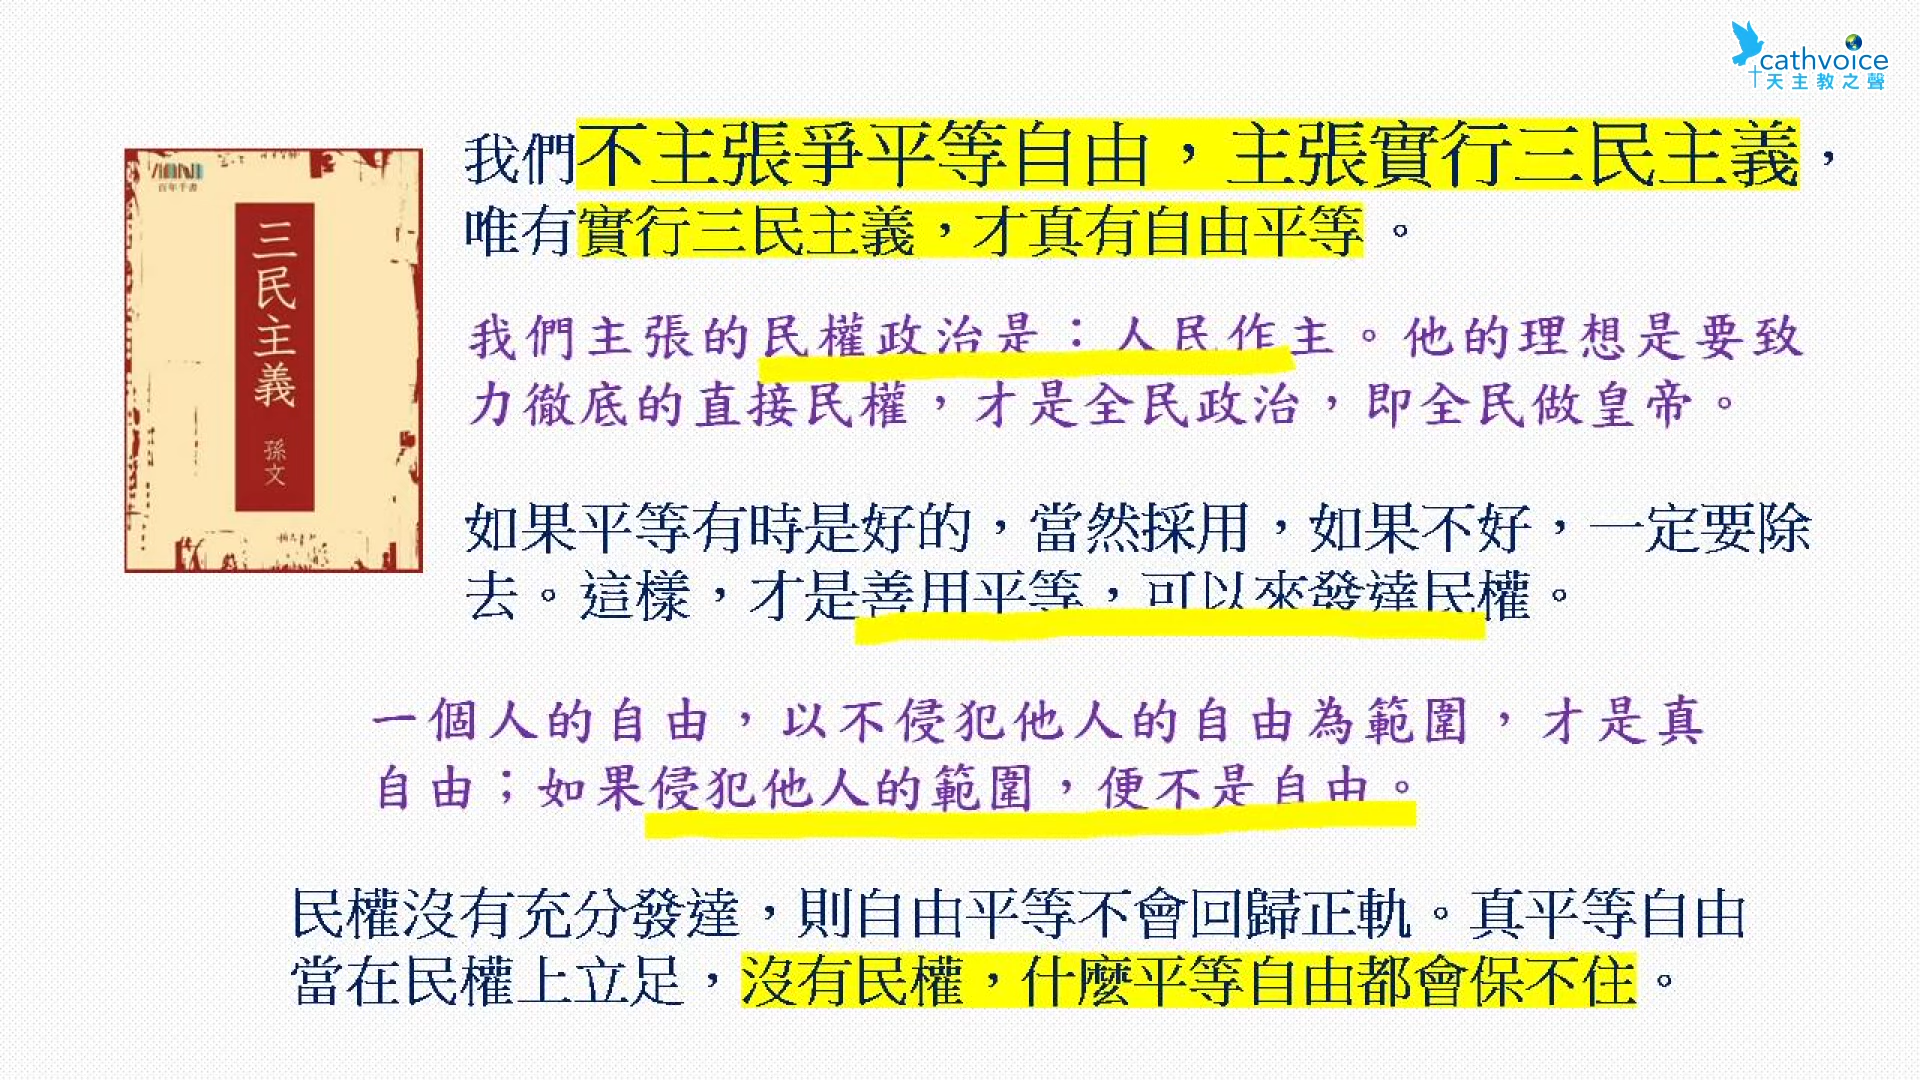 cathvoice
天主教之聲
百年千書
三民主義
孫文
我們不主張爭平等自由，主張實行三民主義，
唯有實行三民主義，才真有自由平等。
我們主張的民權政治是：人民作主。他的理想是要致
力徹底的直接民權，才是全民政治，即全民做皇帝。
如果平等有時是好的，當然採用，如果不好，一定要除
去。這樣，才是善用平等，可以來發達民權。
一個人的自由，以不侵犯他人的自由為範圍，才是真
自由；如果侵犯他人的範圍，便不是自由。
民權沒有充分發達，則自由平等不會回歸正軌。真平等自由
當在民權上立足，沒有民權，什麼平等自由都會保不住。